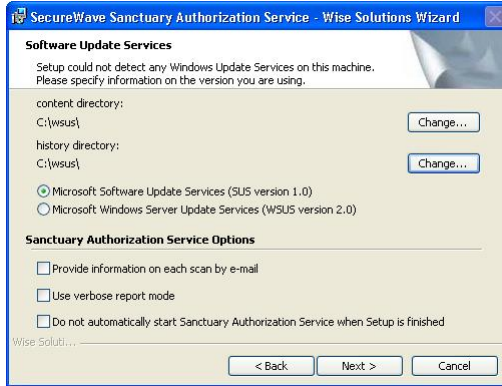 SecureWave Sanctuary Authorization Service - Wise Solutions Wizard
Software Update Services
Setup could not detect any Windows Update Services on this machine.
Please specify information on the version you are using.
content directory:
C:\wsus\
Change...
history directory:
C:\wsus\
Change...
Microsoft Software Update Services (SUS version 1.0)
Microsoft Windows Server Update Services (WSUS version 2.0)
Sanctuary Authorization Service Options
Provide information on each scan by e-mail
Use verbose report mode
Do not automatically start Sanctuary Authorization Service when Setup is finished
Wise Soluti...
< Back Next > Cancel